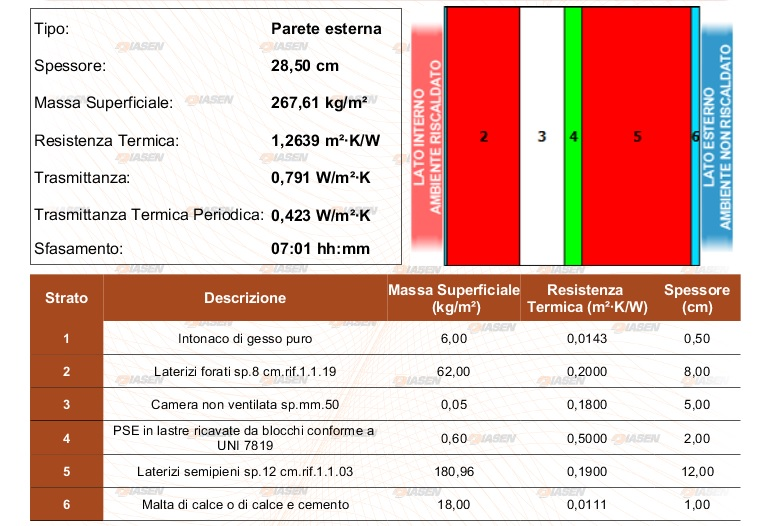 Tipo: Parete esterna
Spessore: 28,50 cm
Massa Superficiale: 267,61 kg/m²
Resistenza Termica: 1,2639 m²·K/W
Trasmittanza: 0,791 W/m²·K
Trasmittanza Termica Periodica: 0,423 W/m²·K
Sfasamento: 07:01 hh:mm
LATO INTERNO
AMBIENTE RISCALDATO
2 3 4 5 6
LATO ESTERNO
AMBIENTE NON RISCALDATO
Strato Descrizione Massa Superficiale (kg/m²) Resistenza Termica (m²·K/W) Spessore (cm)
1 Intonaco di gesso puro 6,00 0,0143 0,50
2 Laterizi forati sp.8 cm.rif.1.1.19 62,00 0,2000 8,00
3 Camera non ventilata sp.mm.50 0,05 0,1800 5,00
4 PSE in lastre ricavate da blocchi conforme a UNI 7819 0,60 0,5000 2,00
5 Laterizi semipieni sp.12 cm.rif.1.1.03 180,96 0,1900 12,00
6 Malta di calce o di calce e cemento 18,00 0,0111 1,00